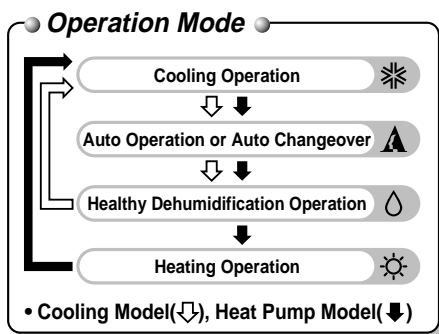 Operation Mode
Cooling Operation
Auto Operation or Auto Changeover
Healthy Dehumidification Operation
Heating Operation
• Cooling Model(⇩), Heat Pump Model(⬇)